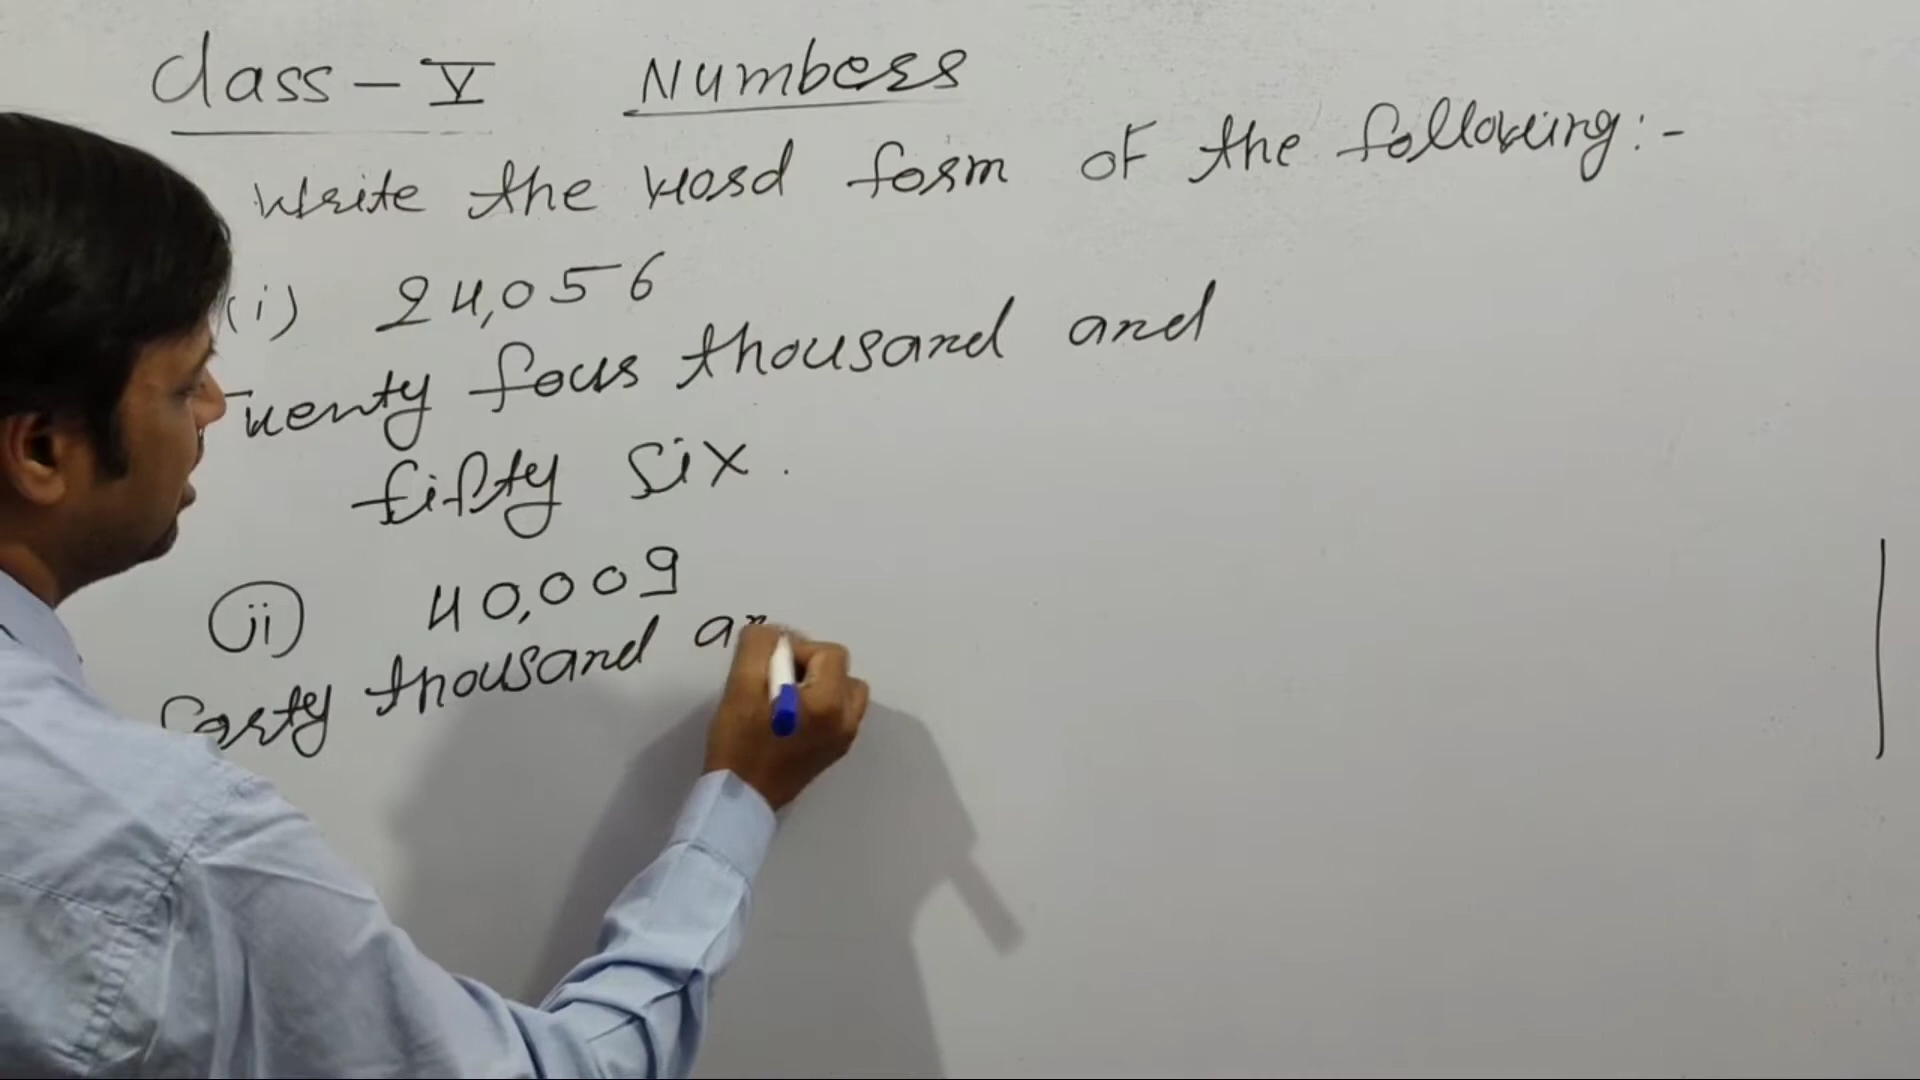 Class - V Numbers
Write the word form of the following:-
(i) 24,056
Twenty four thousand and
fifty six.
(ii) 40,009
Forty thousand